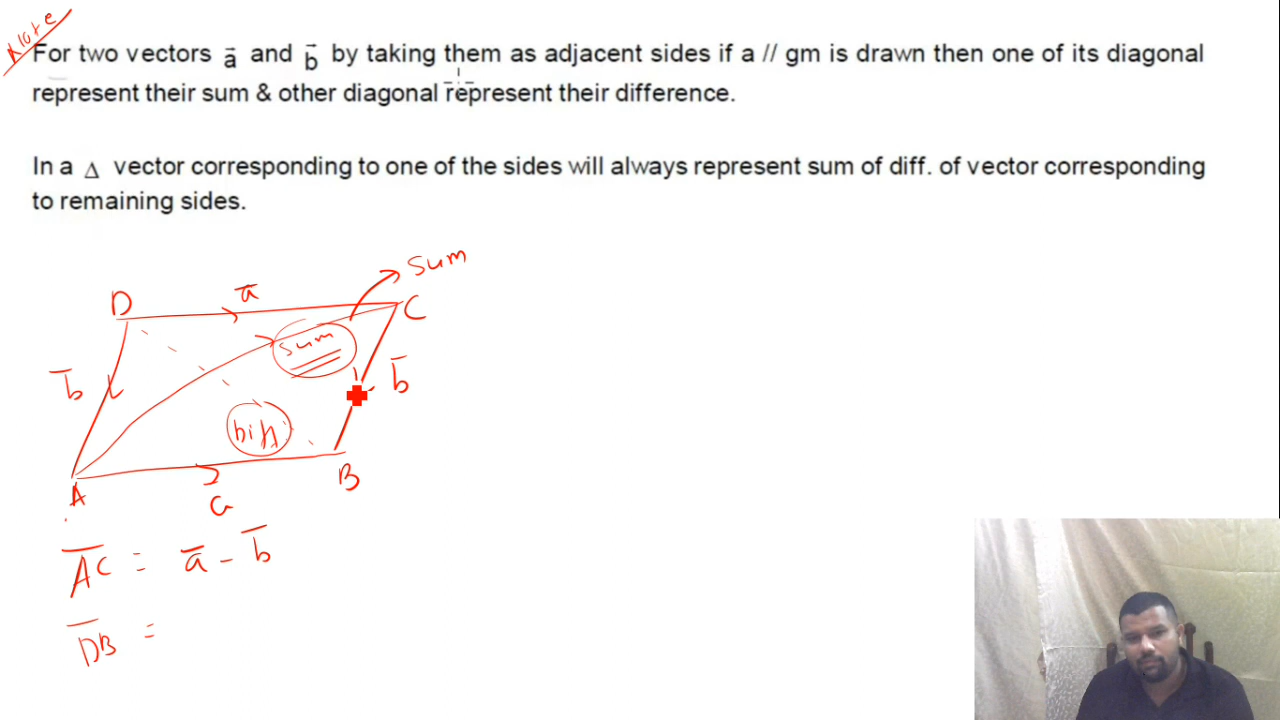 Note
For two vectors a̅ and b̅ by taking them as adjacent sides if a // gm is drawn then one of its diagonal
represent their sum & other diagonal represent their difference.
In a Δ vector corresponding to one of the sides will always represent sum of diff. of vector corresponding
to remaining sides.
Sum
D a̅ C
sum
b̅ b̅
A B
a
A̅C̅ = a̅ - b̅
D̅B̅ =